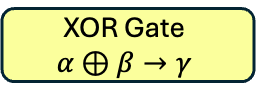 XOR Gate
𝛼 ⨁ 𝛽 → 𝛾